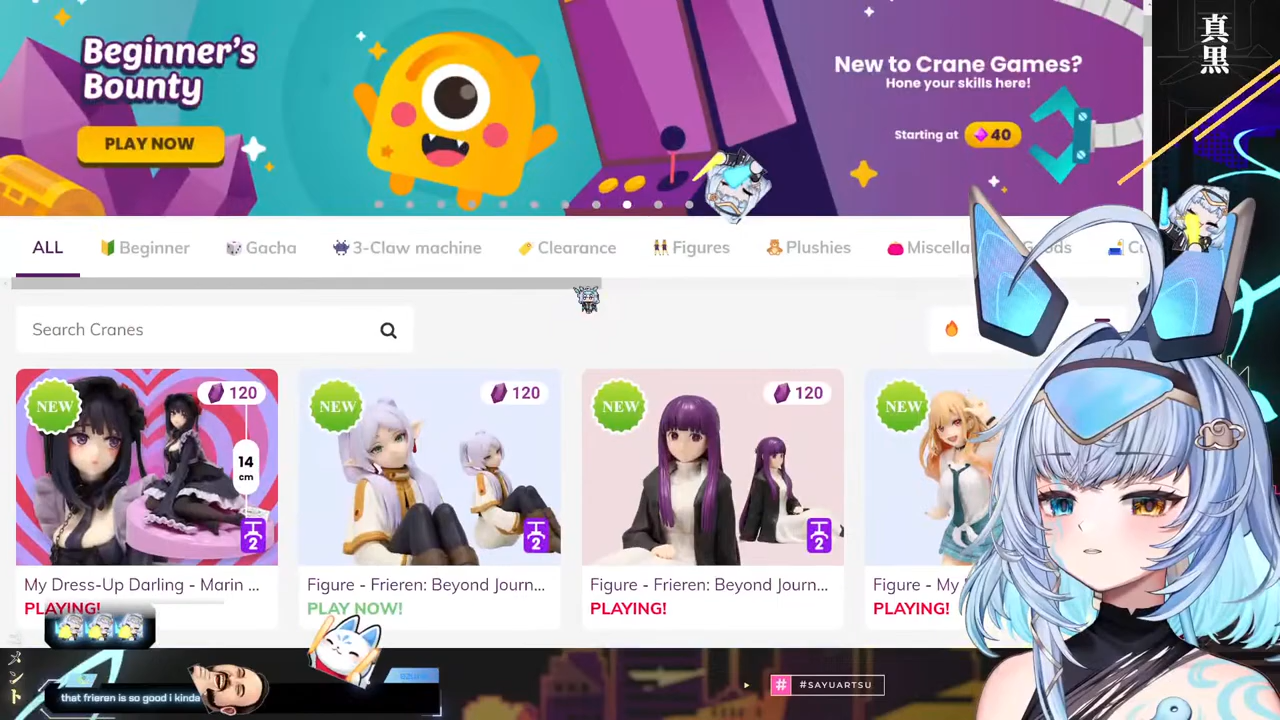 Beginner's
Bounty
PLAY NOW
New to Crane Games?
Hone your skills here!
Starting at 40
真黒
ALL
Beginner
Gacha
3-Claw machine
Clearance
Figures
Plushies
Search Cranes
NEW
120
14
cm
2
My Dress-Up Darling - Marin ...
PLAYING!
NEW
120
2
Figure - Frieren: Beyond Journ...
PLAY NOW!
NEW
120
2
Figure - Frieren: Beyond Journ...
PLAYING!
NEW
Figure - My
PLAYING!
that frieren is so good i kinda
# #SAYUARTSU